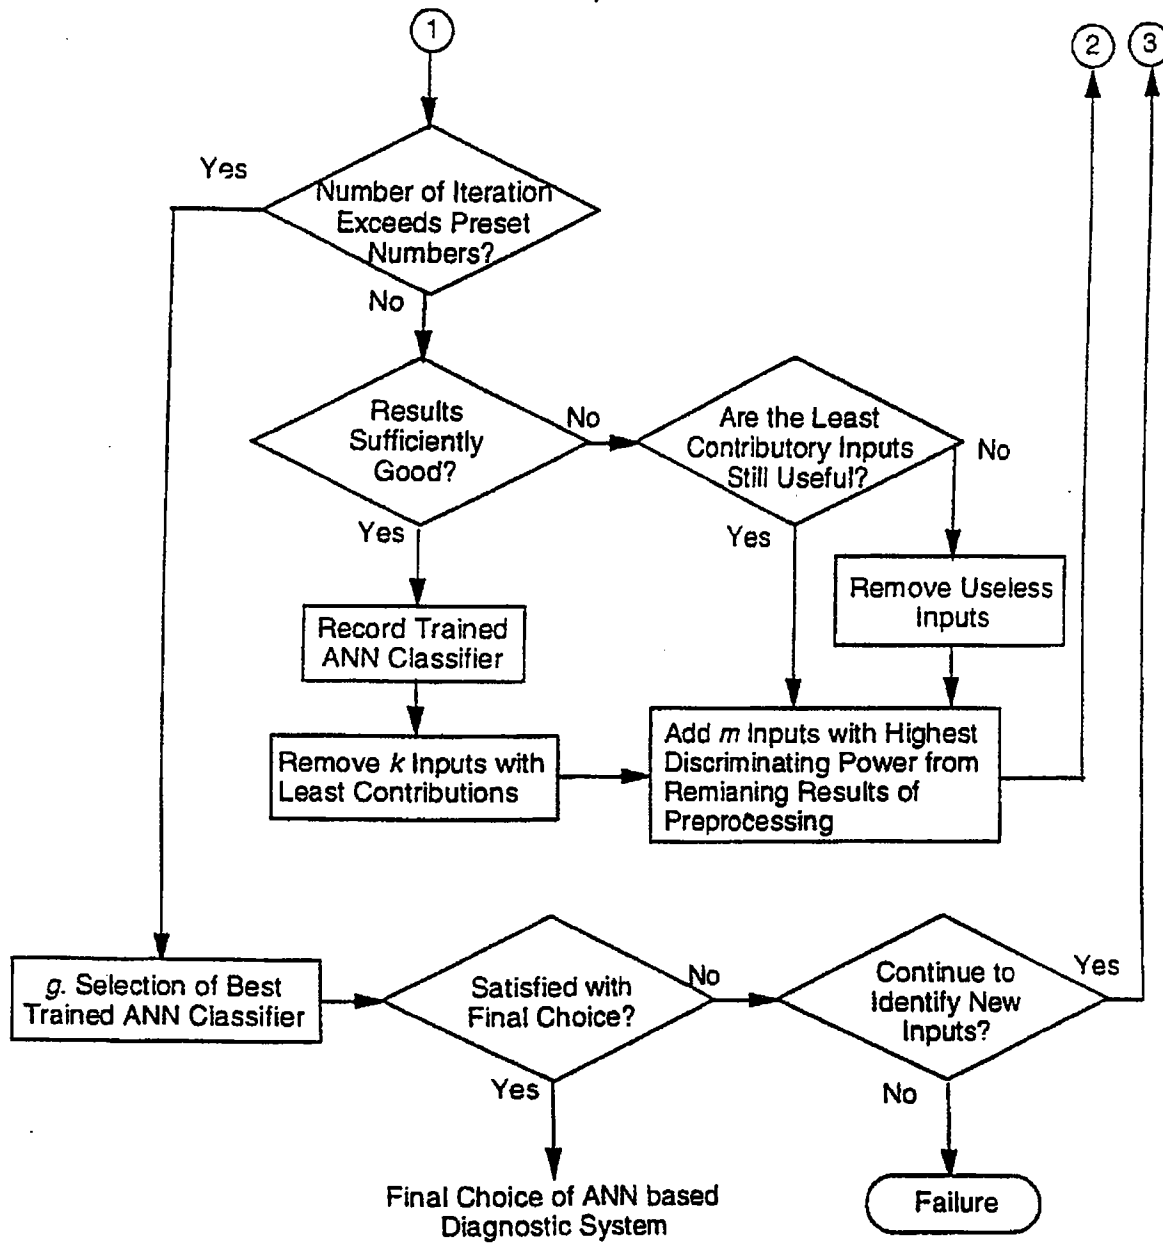 1
2
3
Yes
Number of Iteration
Exceeds Preset
Numbers?
No
Results
Sufficiently
Good?
No
Are the Least
Contributory Inputs
Still Useful?
No
Yes
Yes
Remove Useless
Inputs
Record Trained
ANN Classifier
Remove k Inputs with
Least Contributions
Add m Inputs with Highest
Discriminating Power from
Remianing Results of
Preprocessing
g. Selection of Best
Trained ANN Classifier
Satisfied with
Final Choice?
No
Continue to
Identify New
Inputs?
Yes
Yes
No
Final Choice of ANN based
Diagnostic System
Failure